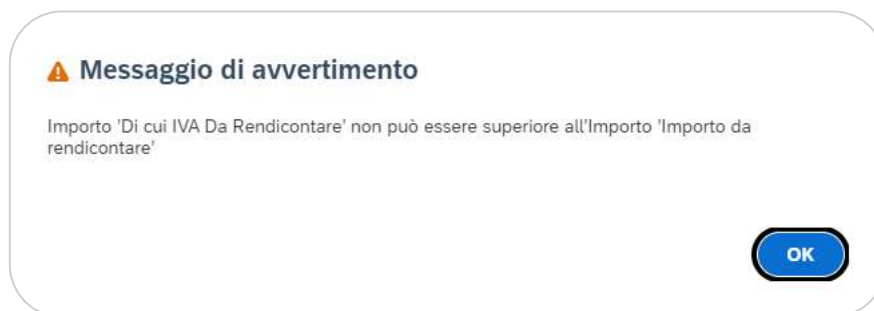 Messaggio di avvertimento
Importo 'Di cui IVA Da Rendicontare' non può essere superiore all'Importo 'Importo da
rendicontare'
OK